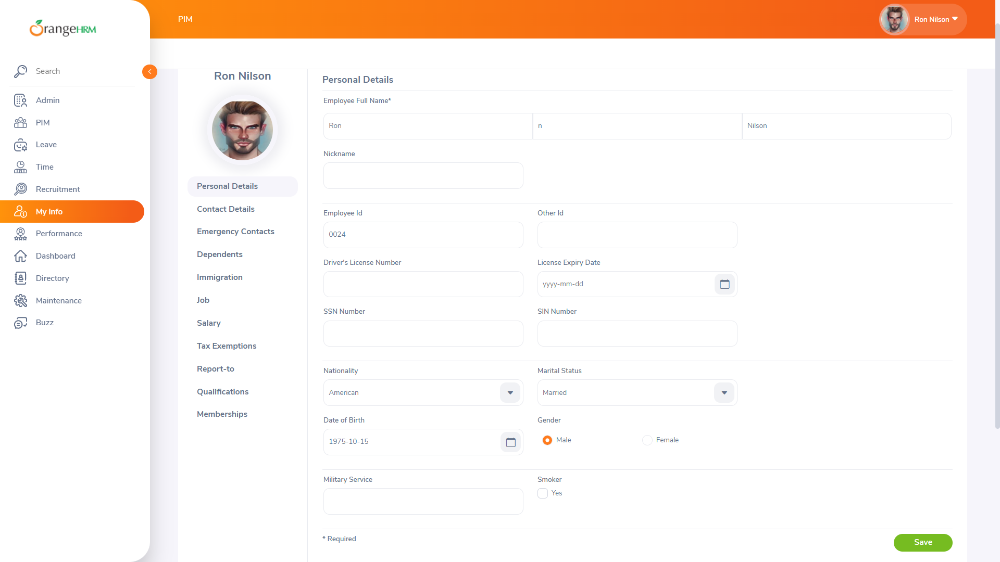 OrangeHRM
PIM
Ron Nilson
Search
Admin
PIM
Leave
Time
Recruitment
My Info
Performance
Dashboard
Directory
Maintenance
Buzz
Ron Nilson
Personal Details
Contact Details
Emergency Contacts
Dependents
Immigration
Job
Salary
Tax Exemptions
Report-to
Qualifications
Memberships
Personal Details
Employee Full Name*
Ron n Nilson
Nickname
Employee Id Other Id
0024
Driver's License Number License Expiry Date
yyyy-mm-dd
SSN Number SIN Number
Nationality Marital Status
American Married
Date of Birth Gender
1975-10-15 Male Female
Military Service Smoker
Yes
* Required
Save